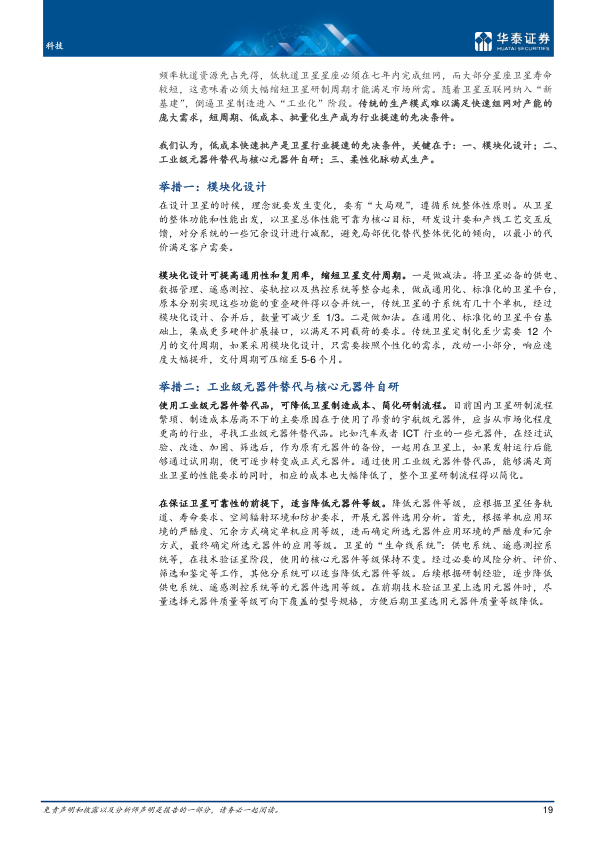 科技
华泰证券
HUATAI SECURITIES
频率轨道资源先占先得，低轨道卫星星座必须在七年内完成组网，而大部分星座卫星寿命
较短，这意味着必须大幅缩短卫星研制周期才能满足市场所需。随着卫星互联网纳入“新
基建”，倒逼卫星制造进入“工业化”阶段。传统的生产模式难以满足快速组网对产能的
庞大需求，短周期、低成本、批量化生产成为行业提速的先决条件。
我们认为，低成本快速批产是卫星行业提速的先决条件，关键在于：一、模块化设计；二、
工业级元器件替代与核心元器件自研；三、柔性化脉动式生产。
举措一：模块化设计
在设计卫星的时候，理念就要发生变化，要有“大局观”，遵循系统整体性原则。从卫星
的整体功能和性能出发，以卫星总体性能可靠为核心目标，研发设计要和产线工艺交互反
馈，对分系统的一些冗余设计进行减配，避免局部优化替代整体优化的倾向，以最小的代
价满足客户需要。
模块化设计可提高通用性和复用率，缩短卫星交付周期。一是做减法。将卫星必备的供电、
数据管理、遥感测控、姿轨控以及热控系统等整合起来，做成通用化、标准化的卫星平台，
原本分别实现这些功能的重叠硬件得以合并统一，传统卫星的子系统有几十个单机，经过
模块化设计、合并后，数量可减少至 1/3。二是做加法。在通用化、标准化的卫星平台基
础上，集成更多硬件扩展接口，以满足不同载荷的要求。传统卫星定制化至少需要 12 个
月的交付周期，如果采用模块化设计，只需要按照个性化的需求，改动一小部分，响应速
度大幅提升，交付周期可压缩至 5-6 个月。
举措二：工业级元器件替代与核心元器件自研
使用工业级元器件替代品，可降低卫星制造成本、简化研制流程。目前国内卫星研制流程
繁琐、制造成本居高不下的主要原因在于使用了昂贵的宇航级元器件，应当从市场化程度
更高的行业，寻找工业级元器件替代品。比如汽车或者 ICT 行业的一些元器件，在经过试
验、改造、加固、筛选后，作为原有元器件的备份，一起用在卫星上，如果发射运行后能
够通过试用期，便可逐步转变成正式元器件。通过使用工业级元器件替代品，能够满足商
业卫星的性能要求的同时，相应的成本也大幅降低了，整个卫星研制流程得以简化。
在保证卫星可靠性的前提下，适当降低元器件等级。降低元器件等级，应根据卫星任务轨
道、寿命要求、空间辐射环境和防护要求，开展元器件选用分析。首先，根据单机应用环
境的严酷度、冗余方式确定单机应用等级，进而确定所选元器件应用环境的严酷度和冗余
方式，最终确定所选元器件的应用等级。卫星的“生命线系统”：供电系统、遥感测控系
统等，在技术验证星阶段，使用的核心元器件等级保持不变。经过必要的风险分析、评价、
筛选和鉴定等工作，其他分系统可以适当降低元器件等级。后续根据研制经验，逐步降低
供电系统、遥感测控系统等的元器件选用等级。在前期技术验证卫星上选用元器件时，尽
量选择元器件质量等级可向下覆盖的型号规格，方便后期卫星选用元器件质量等级降低。
免责声明和披露以及分析师声明是报告的一部分，请务必一起阅读。
19